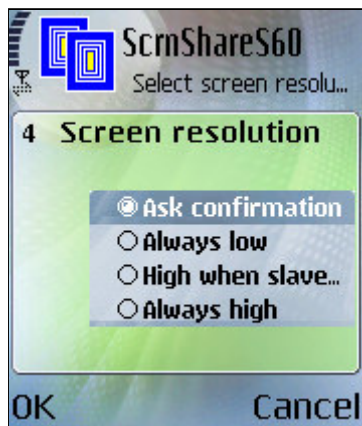 ScrnShareS60
Select screen resolu...
4 Screen resolution
Ask confirmation
Always low
High when slave...
Always high
OK Cancel